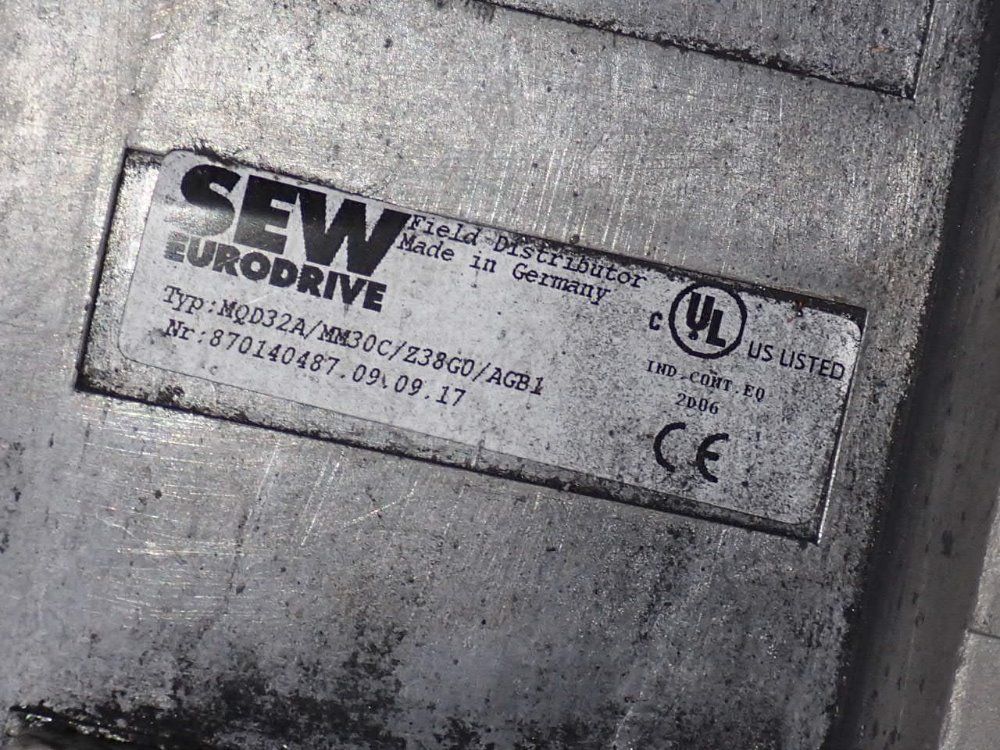 SEW
EURODRIVE
Field Distributor
Made in Germany
Typ:MQD32A/MM30C/Z38G0/AGB1
Nr:870140487.09.09.17
C UL US LISTED
IND.CONT.EQ
2D06
CE